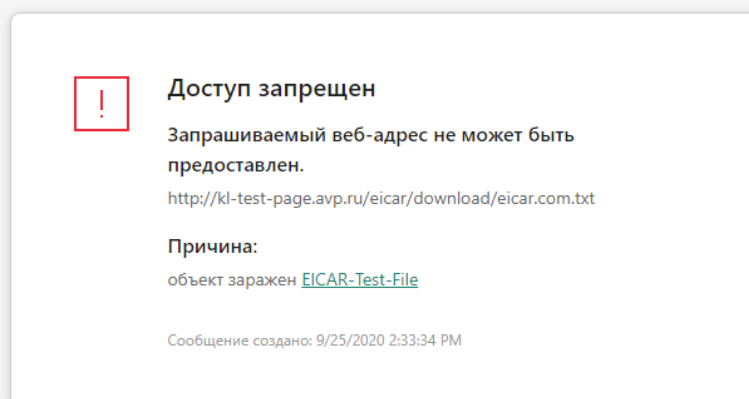 !
Доступ запрещен
Запрашиваемый веб-адрес не может быть
предоставлен.
http://kl-test-page.avp.ru/eicar/download/eicar.com.txt
Причина:
объект заражен EICAR-Test-File
Сообщение создано: 9/25/2020 2:33:34 PM